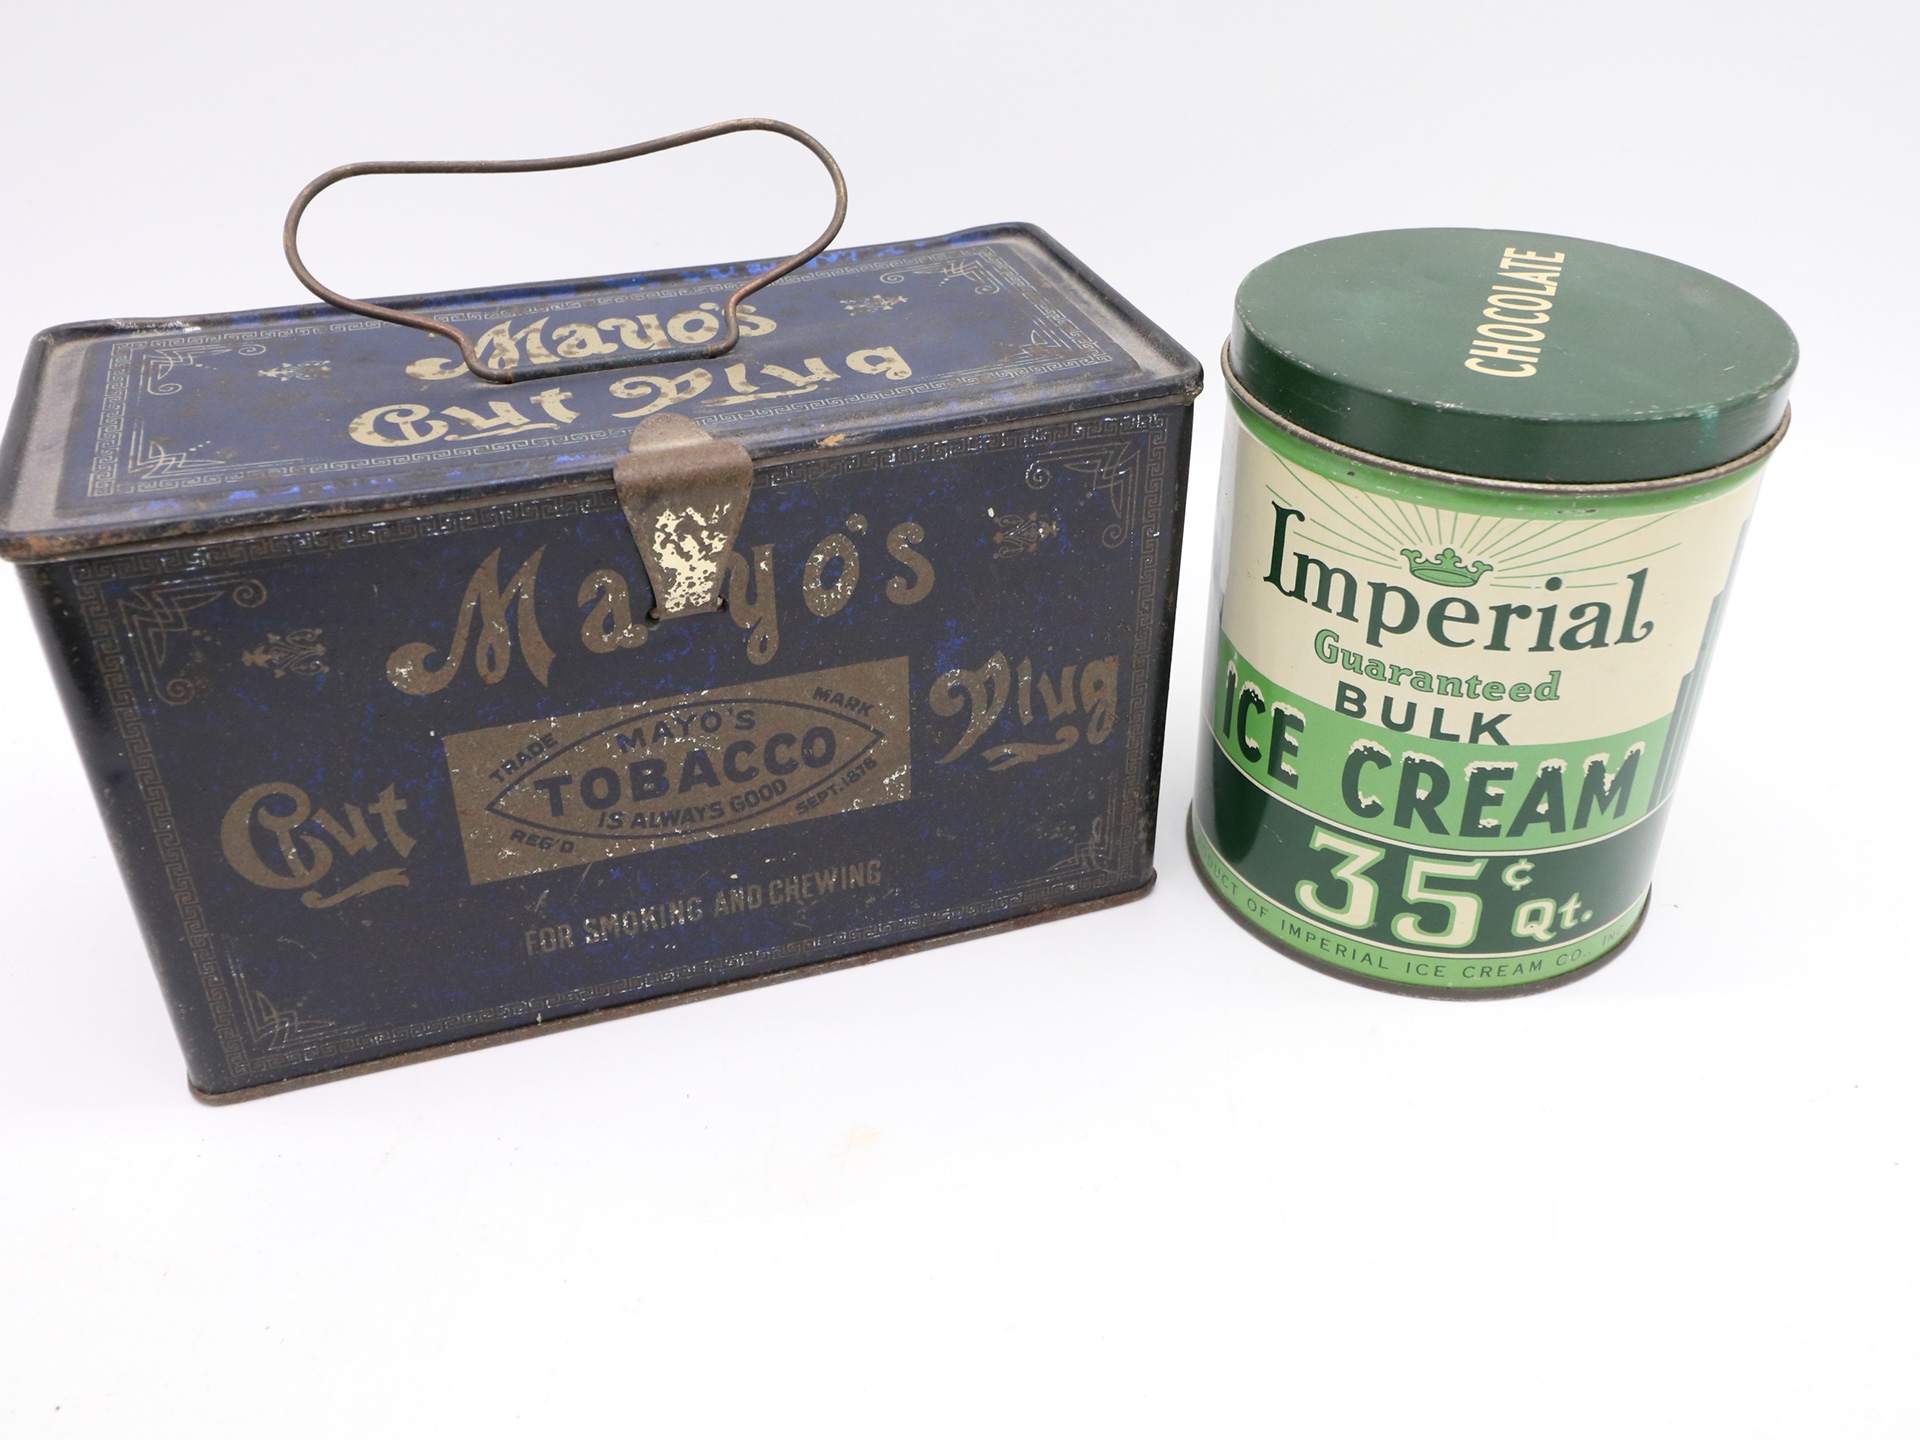 Mayo's
Cut Plug
Mayo's
Cut Plug
TRADE MARK
MAYO'S
TOBACCO
IS ALWAYS GOOD
REG'D SEPT. 1878
FOR SMOKING AND CHEWING
CHOCOLATE
Imperial
Guaranteed
BULK
ICE CREAM
35¢ Qt.
PRODUCT OF IMPERIAL ICE CREAM CO., INC.